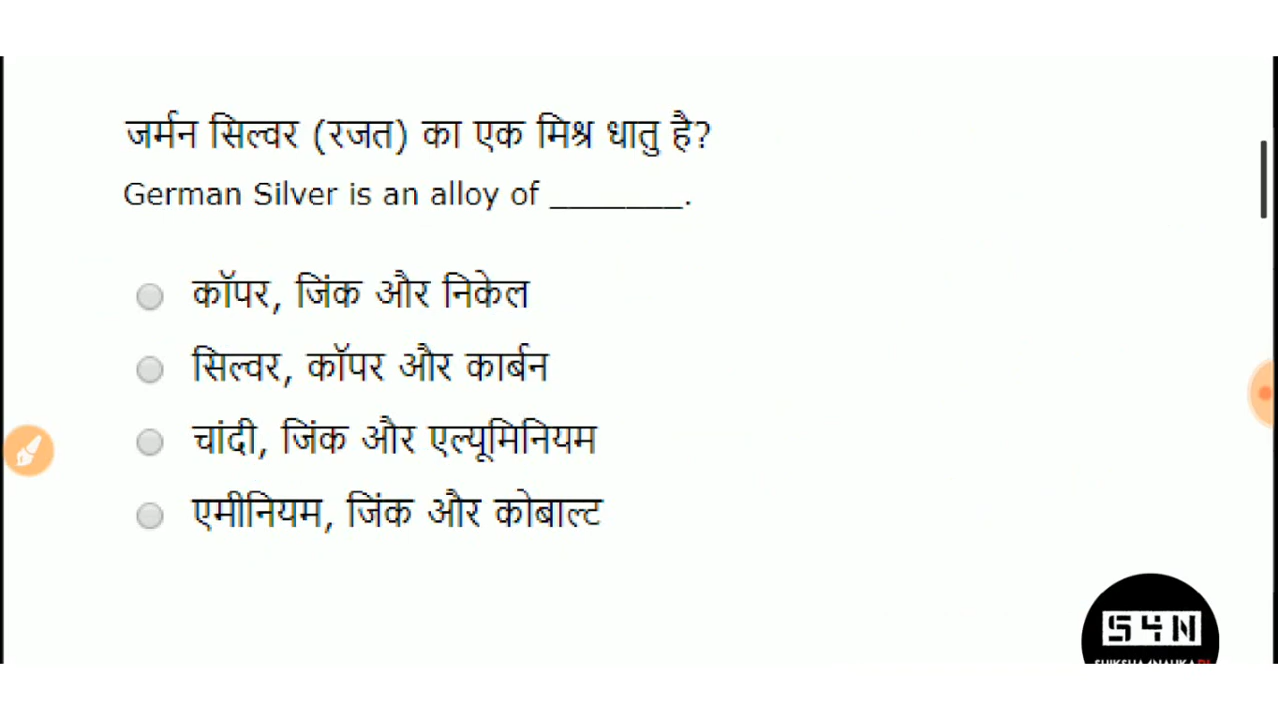 जर्मन सिल्वर (रजत) का एक मिश्र धातु है?
German Silver is an alloy of _______.
कॉपर, जिंक और निकेल
सिल्वर, कॉपर और कार्बन
चांदी, जिंक और एल्यूमिनियम
एमीनियम, जिंक और कोबाल्ट
S4N